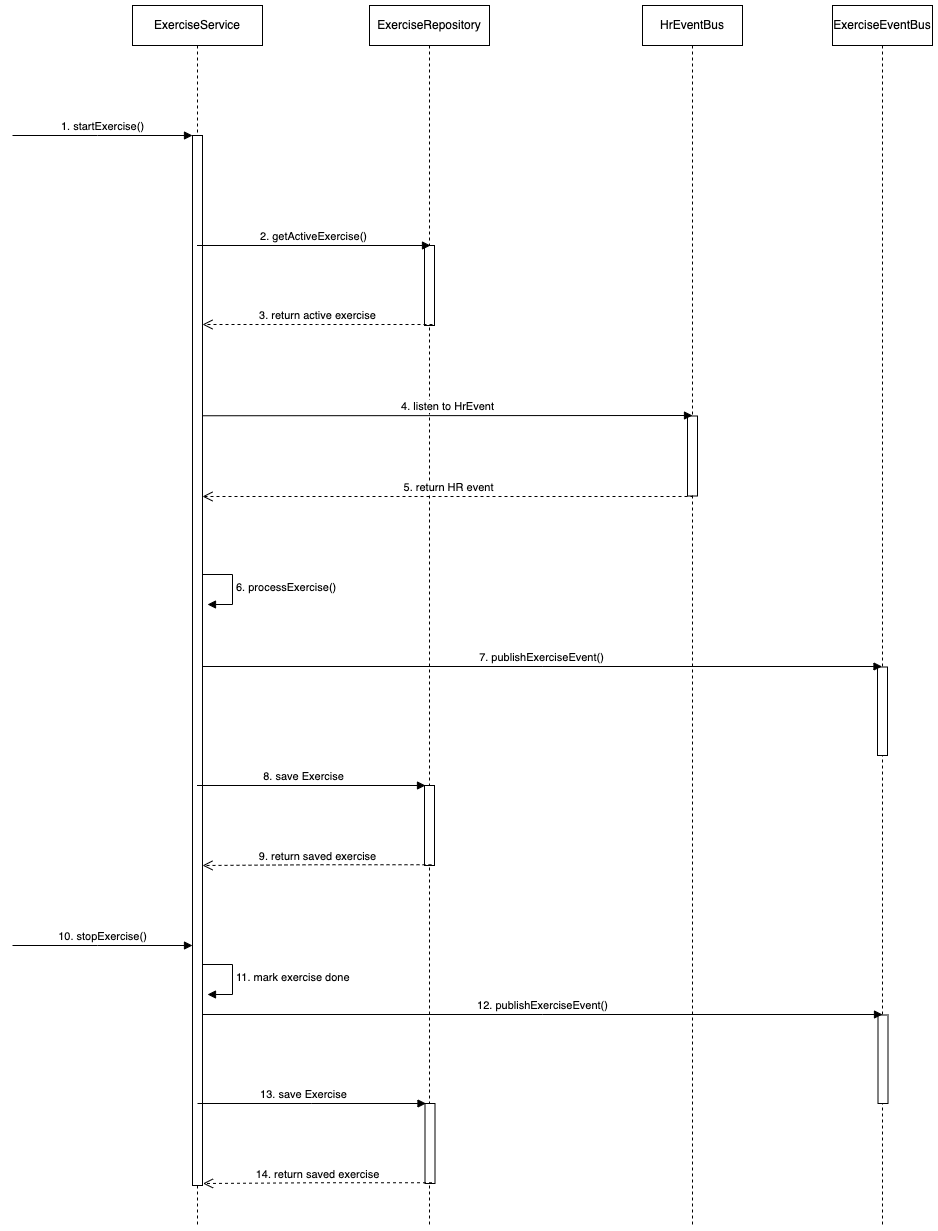 ExerciseService
ExerciseRepository
HrEventBus
ExerciseEventBus
1. startExercise()
2. getActiveExercise()
3. return active exercise
4. listen to HrEvent
5. return HR event
6. processExercise()
7. publishExerciseEvent()
8. save Exercise
9. return saved exercise
10. stopExercise()
11. mark exercise done
12. publishExerciseEvent()
13. save Exercise
14. return saved exercise